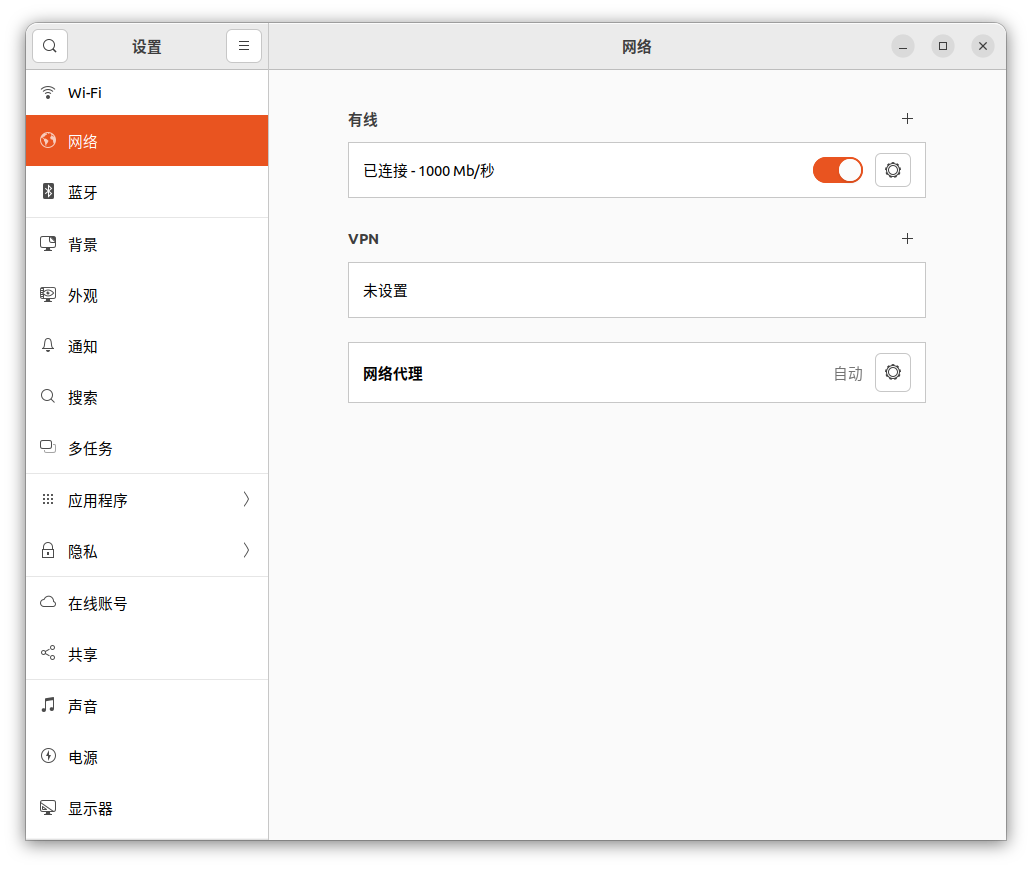 设置
网络
Wi-Fi
网络
蓝牙
背景
外观
通知
搜索
多任务
应用程序
隐私
在线账号
共享
声音
电源
显示器
有线
已连接 - 1000 Mb/秒
VPN
未设置
网络代理
自动